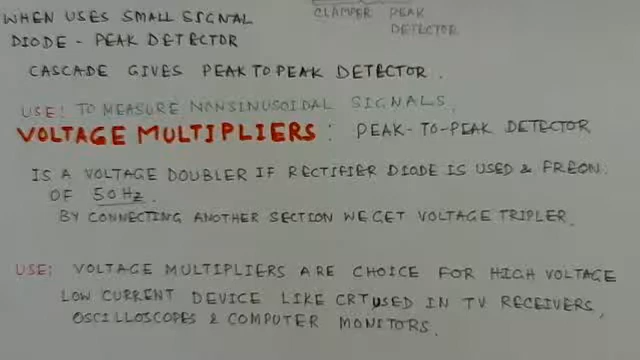 CLAMPER PEAK
DETECTOR
WHEN USES SMALL SIGNAL
DIODE - PEAK DETECTOR
CASCADE GIVES PEAK TO PEAK DETECTOR.
USE: TO MEASURE NONSINUSOIDAL SIGNALS.
VOLTAGE MULTIPLIERS: PEAK-TO-PEAK DETECTOR
IS A VOLTAGE DOUBLER IF RECTIFIER DIODE IS USED & FREQN.
OF 50 Hz.
BY CONNECTING ANOTHER SECTION WE GET VOLTAGE TRIPLER.
USE: VOLTAGE MULTIPLIERS ARE CHOICE FOR HIGH VOLTAGE
LOW CURRENT DEVICE LIKE CRT USED IN TV RECEIVERS,
OSCILLOSCOPES & COMPUTER MONITORS.